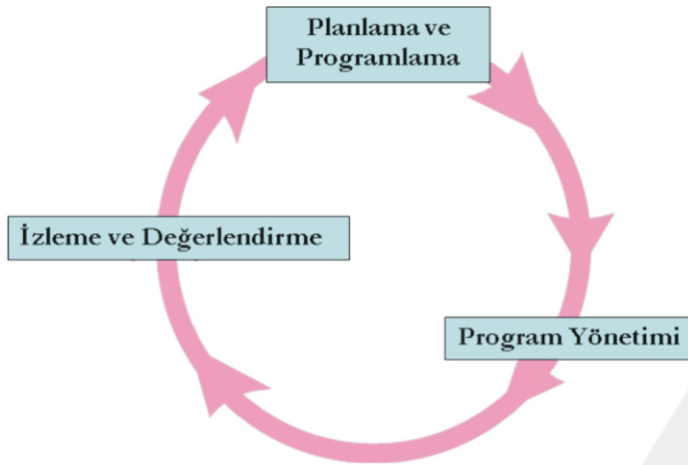 Planlama ve
Programlama
İzleme ve Değerlendirme
Program Yönetimi